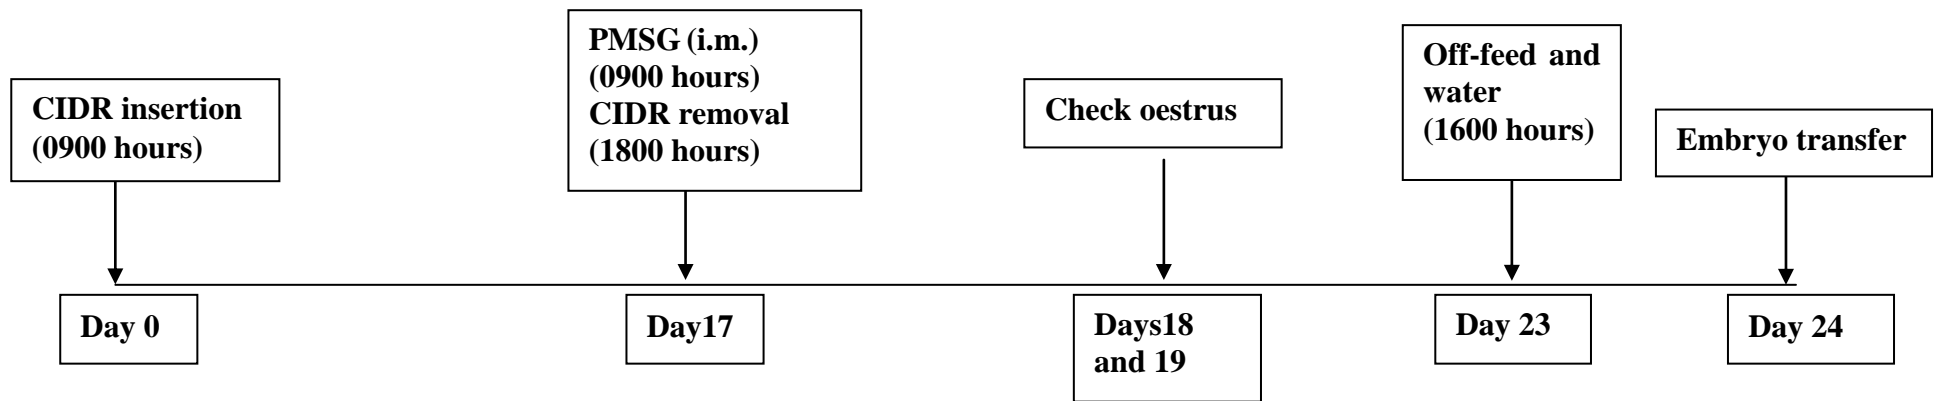 CIDR insertion
(0900 hours)
PMSG (i.m.)
(0900 hours)
CIDR removal
(1800 hours)
Check oestrus
Off-feed and
water
(1600 hours)
Embryo transfer
Day 0
Day17
Days18
and 19
Day 23
Day 24